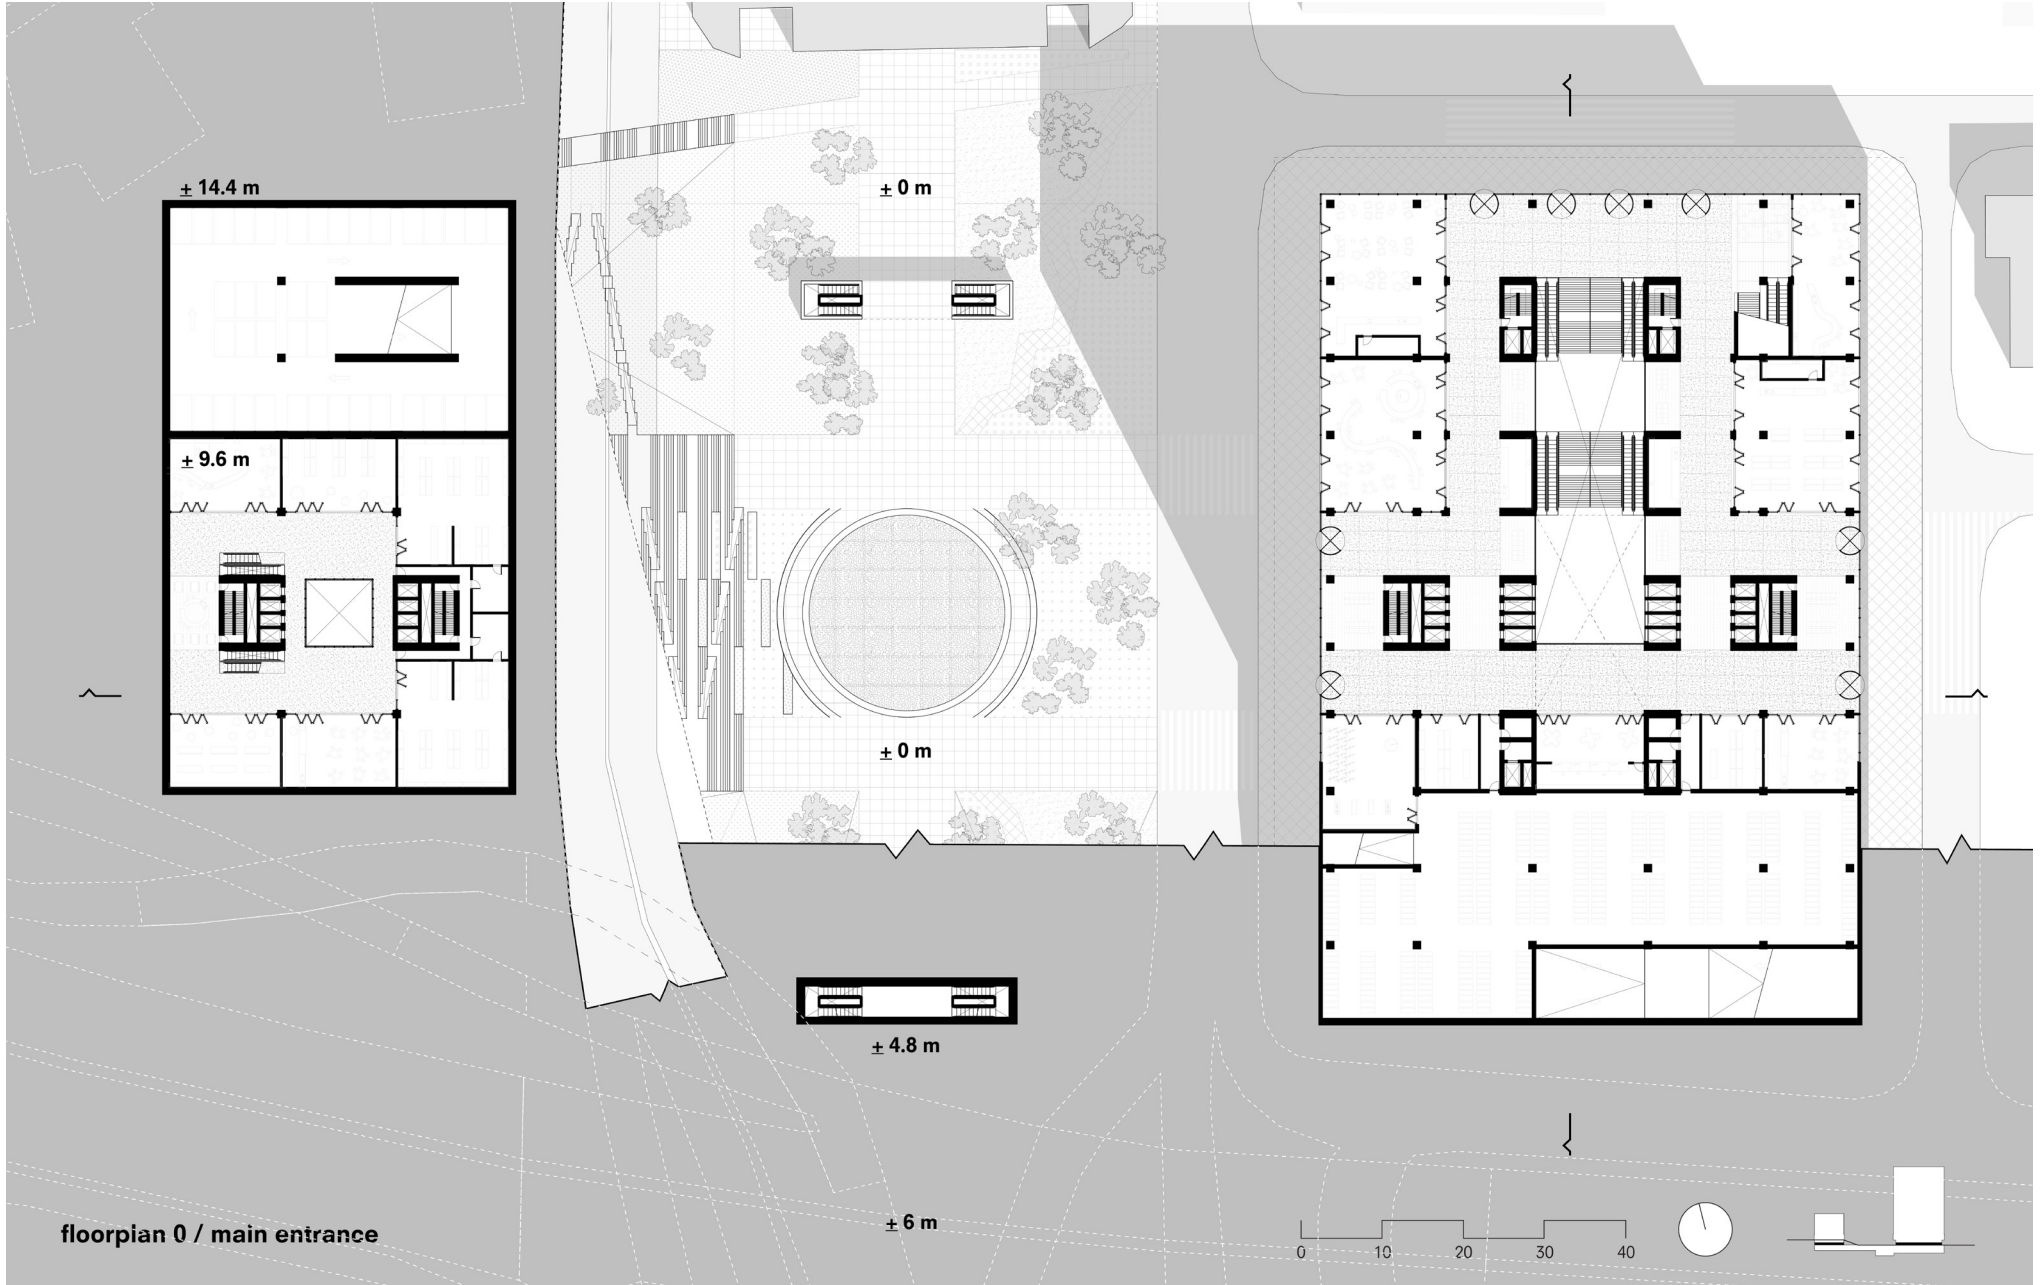 ± 14.4 m
± 0 m
± 9.6 m
± 0 m
± 4.8 m
± 6 m
floorplan 0 / main entrance
0 10 20 30 40